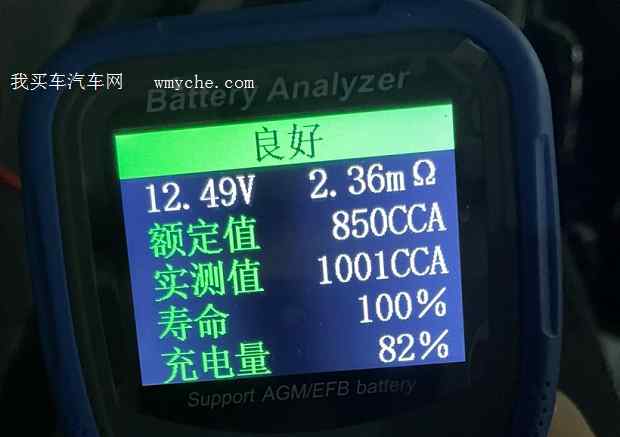 我买车汽车网 wmyche.com
Battery Analyzer
良好
12.49V 2.36mΩ
额定值 850CCA
实测值 1001CCA
寿命 100%
充电量 82%
Support AGM/EFB battery